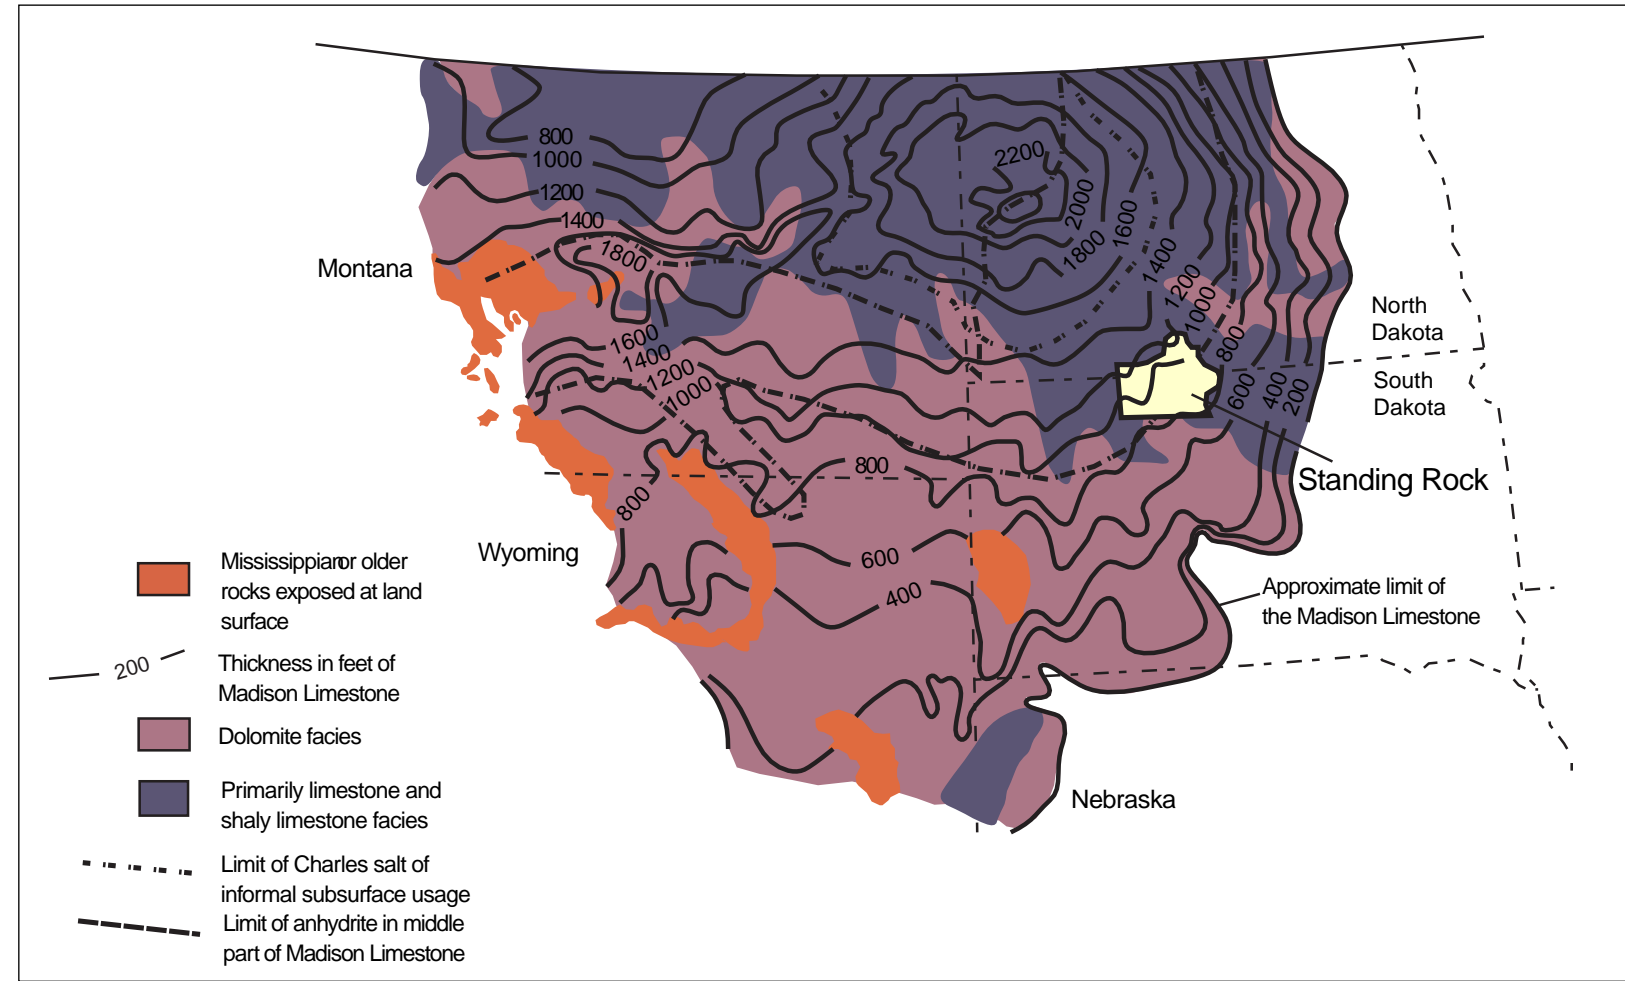 2200
800
1000
1200
1400
1800
2000
1600
1800
1400
1200
1000
800
600
400
200
1600
1400
1200
1000
800
800
600
400
Montana
North
Dakota
South
Dakota
Standing Rock
Wyoming
Approximate limit of
the Madison Limestone
Nebraska
Mississippian or older
rocks exposed at land
surface
200
Thickness in feet of
Madison Limestone
Dolomite facies
Primarily limestone and
shaly limestone facies
Limit of Charles salt of
informal subsurface usage
Limit of anhydrite in middle
part of Madison Limestone